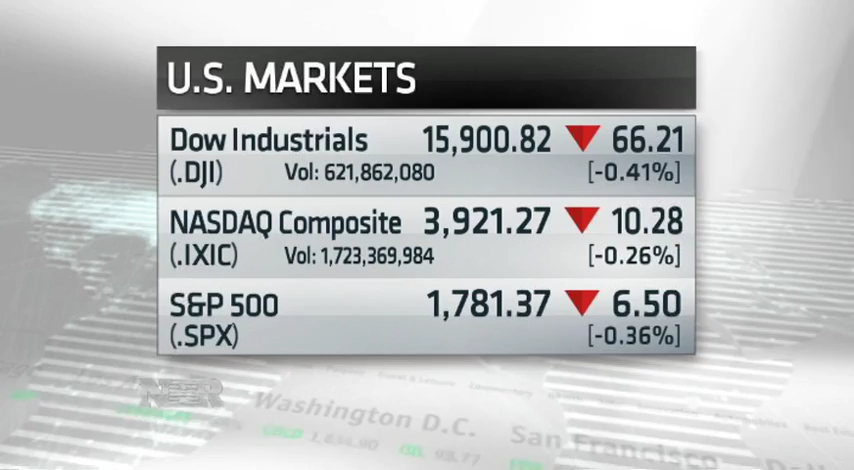 U.S. MARKETS
Dow Industrials 15,900.82 ▼ 66.21
(.DJI) Vol: 621,862,080 [-0.41%]
NASDAQ Composite 3,921.27 ▼ 10.28
(.IXIC) Vol: 1,723,369,984 [-0.26%]
S&P 500 1,781.37 ▼ 6.50
(.SPX) [-0.36%]
Washington D.C.
San Francisco